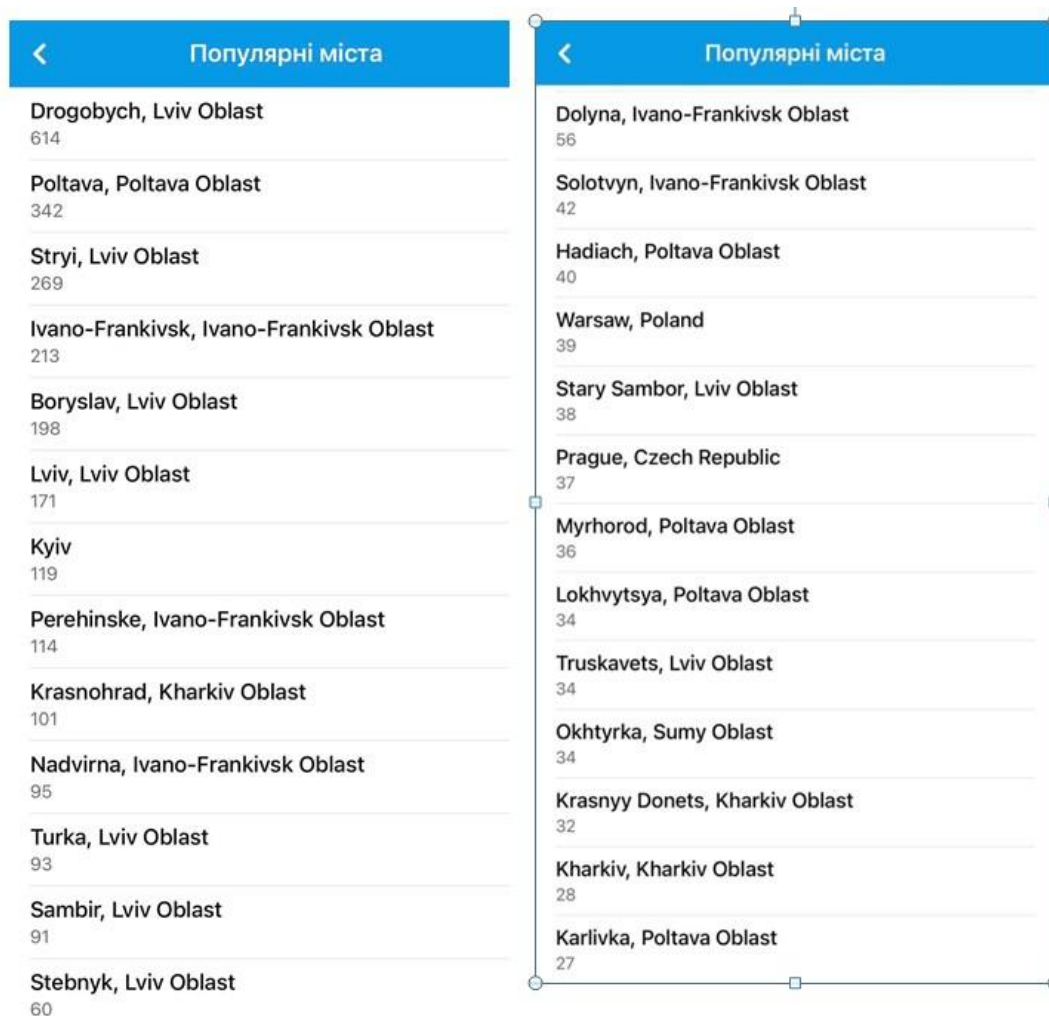 Популярні міста
Drogobych, Lviv Oblast
614
Poltava, Poltava Oblast
342
Stryi, Lviv Oblast
269
Ivano-Frankivsk, Ivano-Frankivsk Oblast
213
Boryslav, Lviv Oblast
198
Lviv, Lviv Oblast
171
Kyiv
119
Perehinske, Ivano-Frankivsk Oblast
114
Krasnohrad, Kharkiv Oblast
101
Nadvirna, Ivano-Frankivsk Oblast
95
Turka, Lviv Oblast
93
Sambir, Lviv Oblast
91
Stebnyk, Lviv Oblast
60
Популярні міста
Dolyna, Ivano-Frankivsk Oblast
56
Solotvyn, Ivano-Frankivsk Oblast
42
Hadiach, Poltava Oblast
40
Warsaw, Poland
39
Stary Sambor, Lviv Oblast
38
Prague, Czech Republic
37
Myrhorod, Poltava Oblast
36
Lokhvytsya, Poltava Oblast
34
Truskavets, Lviv Oblast
34
Okhtyrka, Sumy Oblast
34
Krasnyy Donets, Kharkiv Oblast
32
Kharkiv, Kharkiv Oblast
28
Karlivka, Poltava Oblast
27